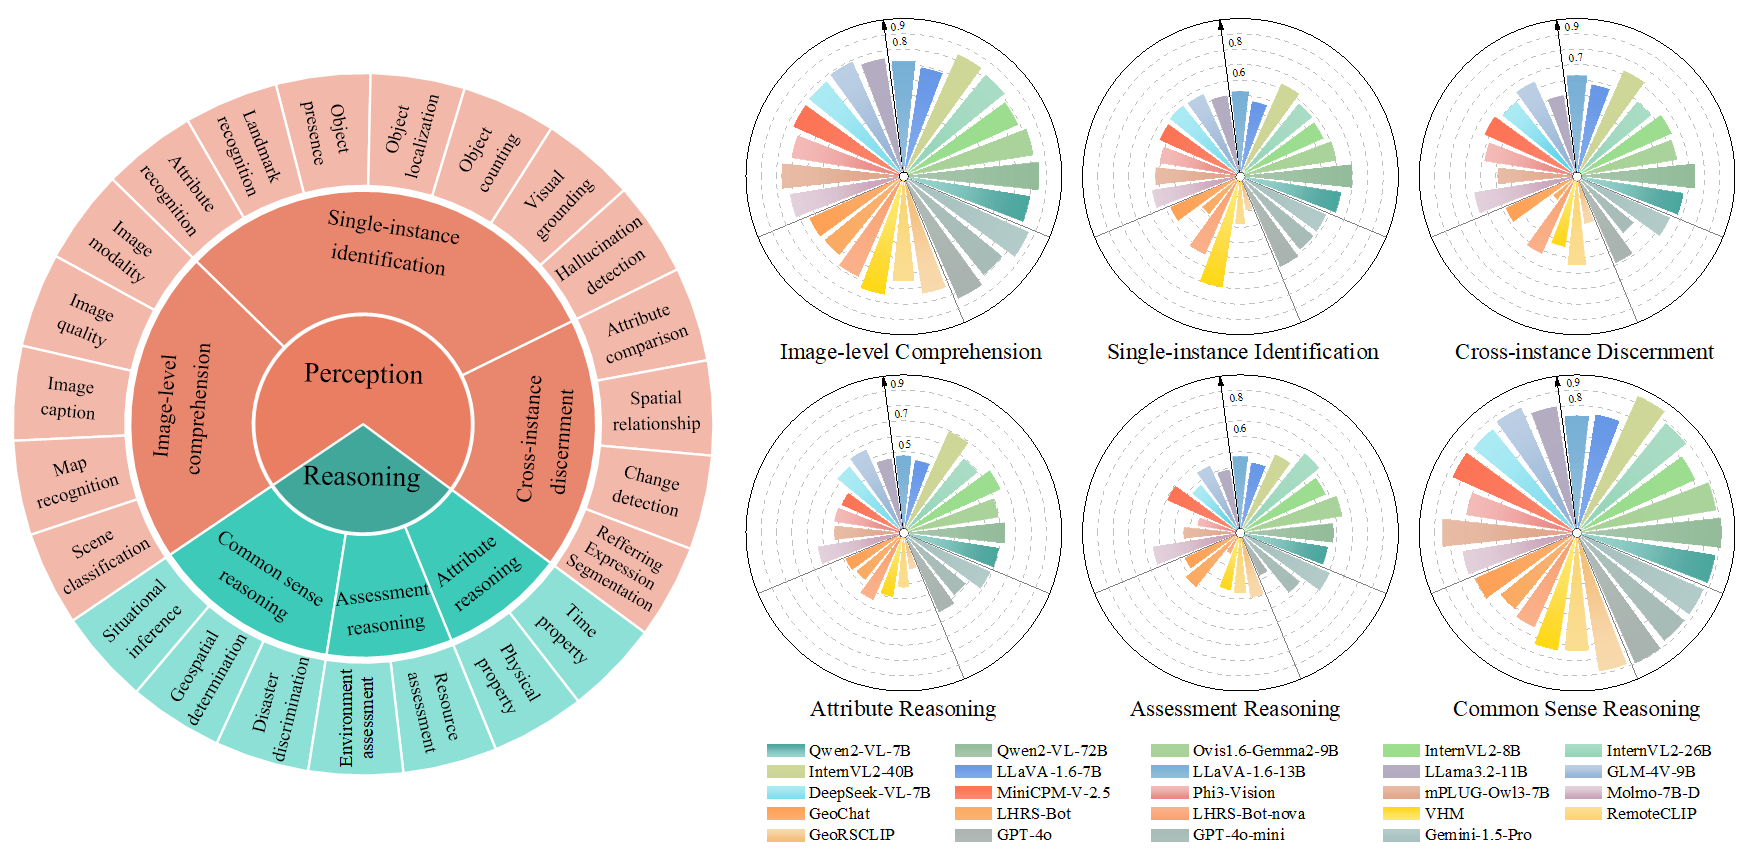 Perception
Reasoning
Single-instance
identification
Image-level
comprehension
Cross-instance
discernment
Common sense
reasoning
Assessment
reasoning
Attribute
reasoning
Scene
classification
Map
recognition
Image
caption
Image
quality
Image
modality
Attribute
recognition
Landmark
recognition
Object
presence
Object
localization
Object
counting
Visual
grounding
Hallucination
detection
Attribute
comparison
Spatial
relationship
Change
detection
Refferring
Expression
Segmentation
Time
property
Physical
property
Resource
assessment
Environment
assessment
Disaster
discrimination
Geospatial
determination
Situational
inference
0.9
0.8
Image-level Comprehension
0.8
0.6
Single-instance Identification
0.9
0.7
Cross-instance Discernment
0.9
0.7
0.5
Attribute Reasoning
0.8
0.6
Assessment Reasoning
0.9
0.8
Common Sense Reasoning
Qwen2-VL-7B
Qwen2-VL-72B
Ovis1.6-Gemma2-9B
InternVL2-8B
InternVL2-26B
InternVL2-40B
LLaVA-1.6-7B
LLaVA-1.6-13B
LLama3.2-11B
GLM-4V-9B
DeepSeek-VL-7B
MiniCPM-V-2.5
Phi3-Vision
mPLUG-Owl3-7B
Molmo-7B-D
GeoChat
LHRS-Bot
LHRS-Bot-nova
VHM
RemoteCLIP
GeoRSCLIP
GPT-4o
GPT-4o-mini
Gemini-1.5-Pro